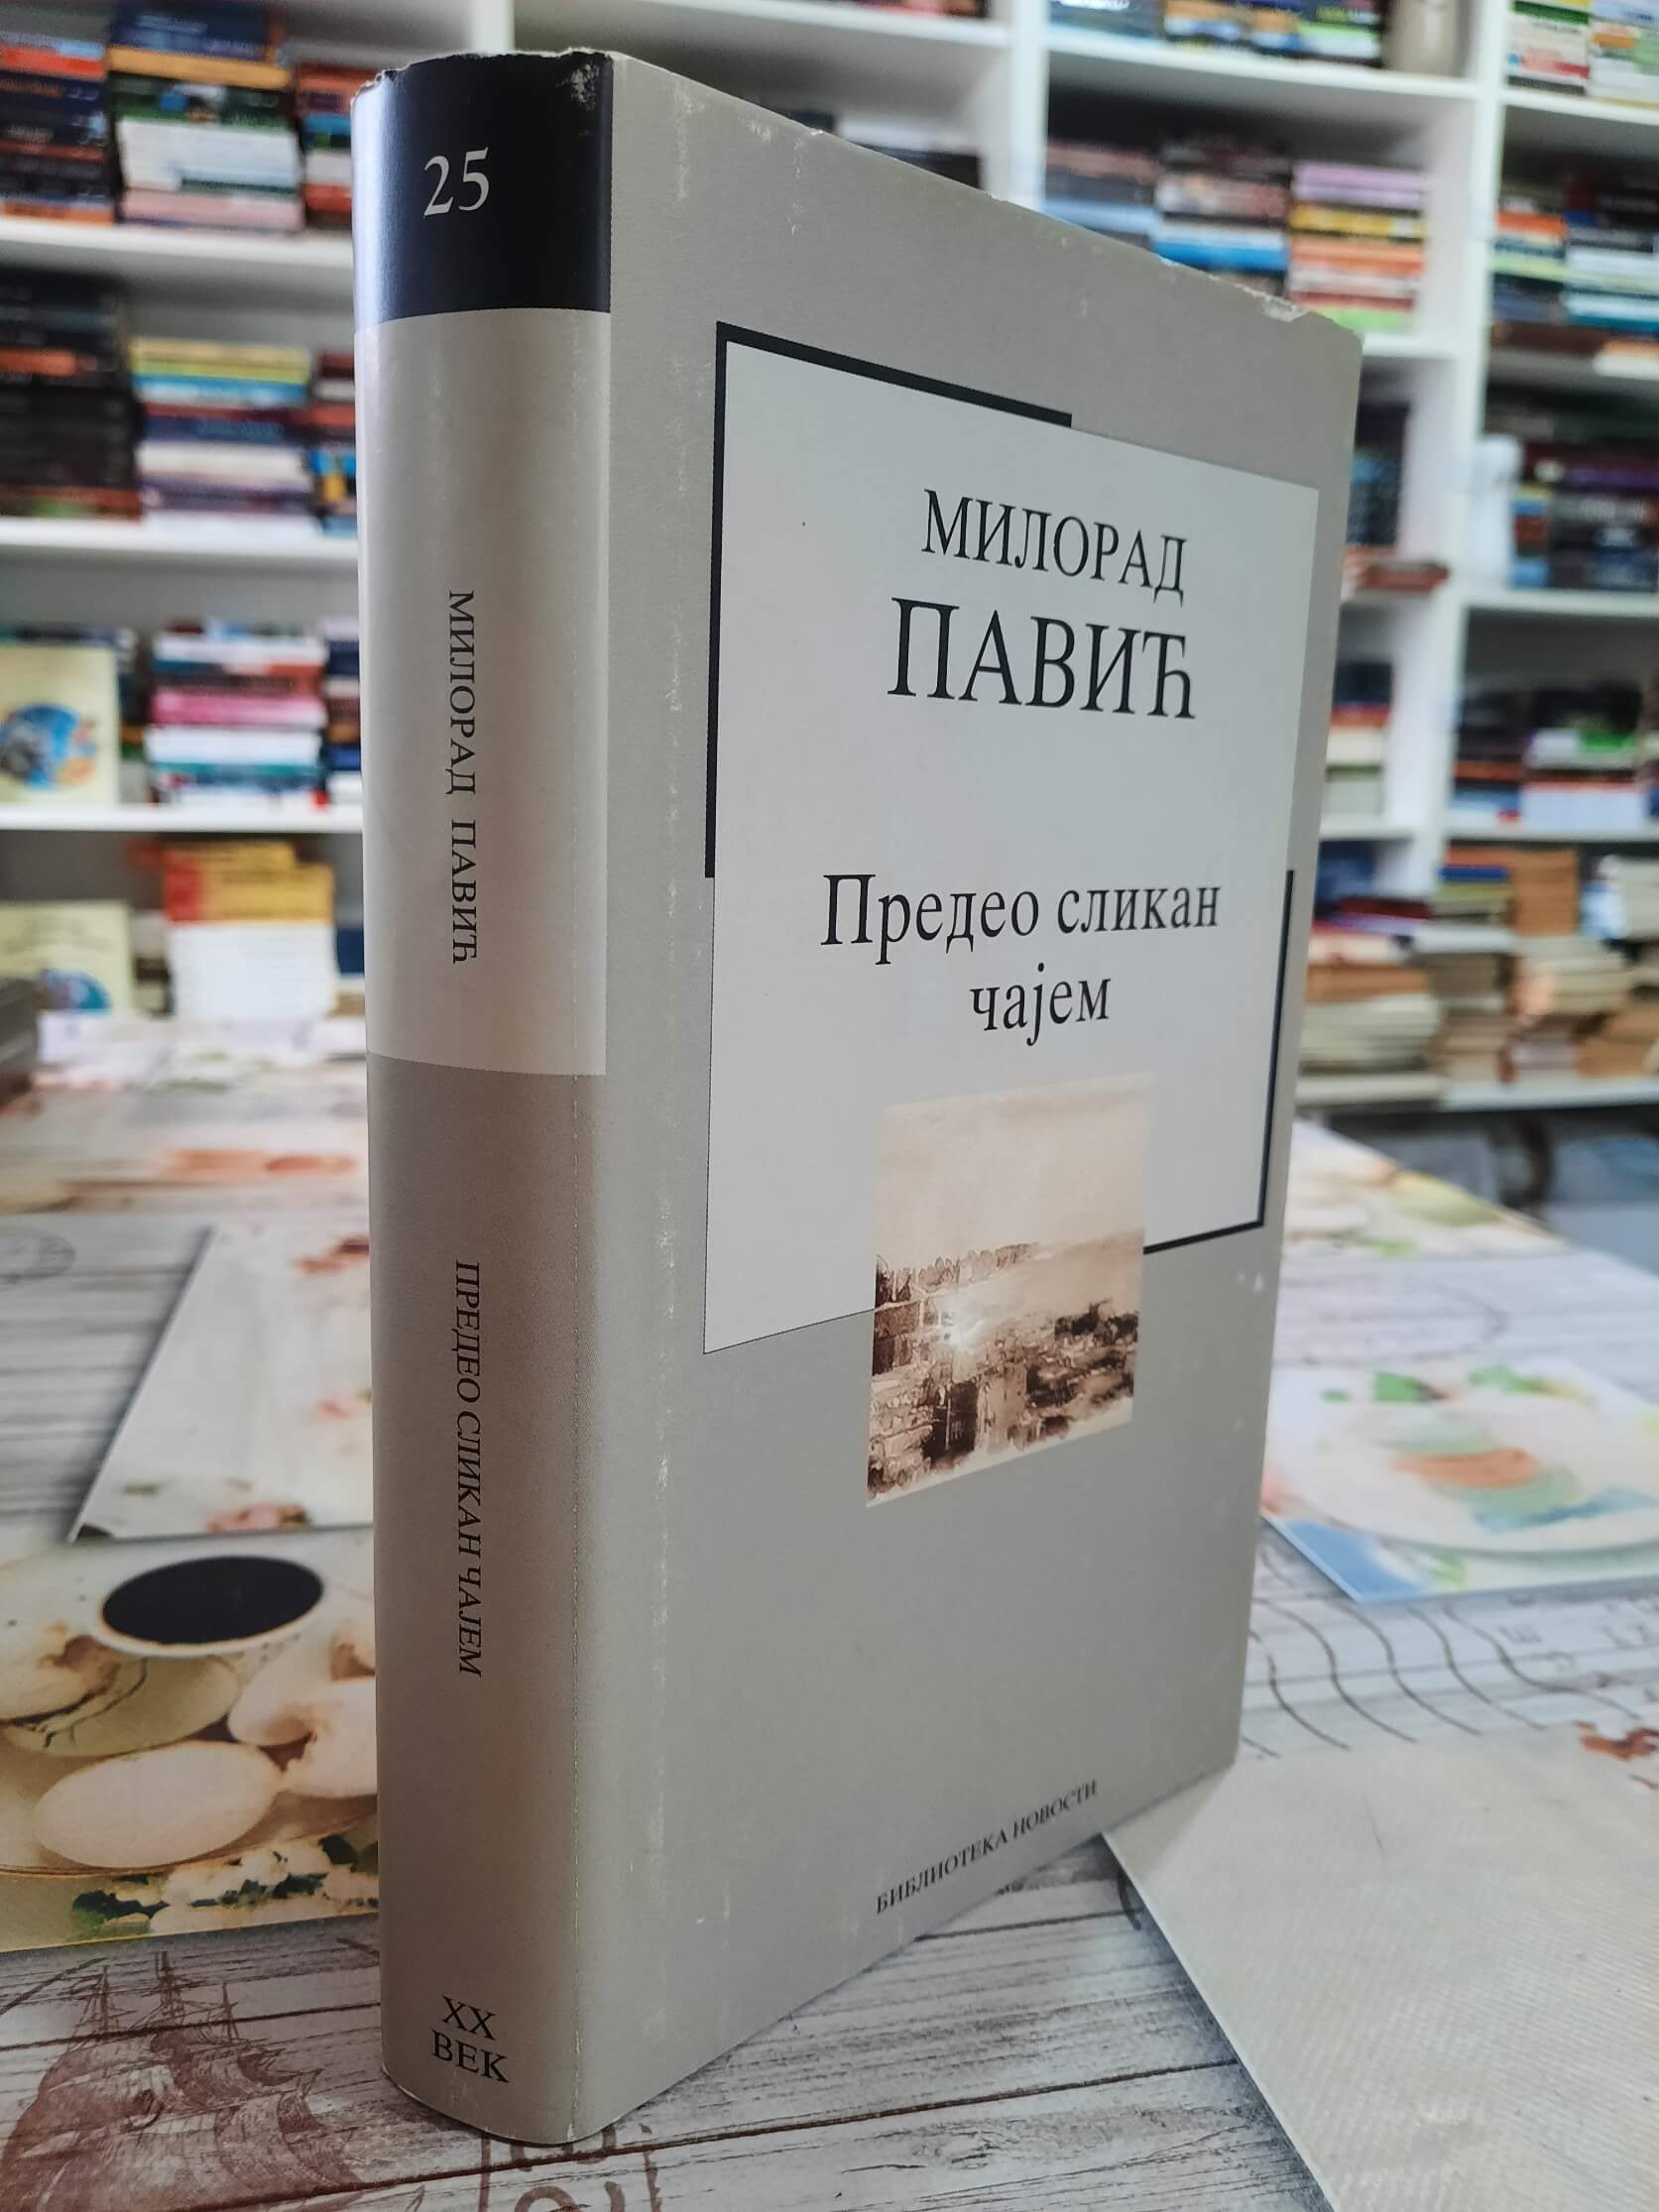 25
МИЛОРАД ПАВИЋ
ПРЕДЕО СЛИКАН ЧАЈЕМ
XX
ВЕК
МИЛОРАД
ПАВИЋ
Предео сликан
чајем
БИБЛИОТЕКА НОВОСТИ